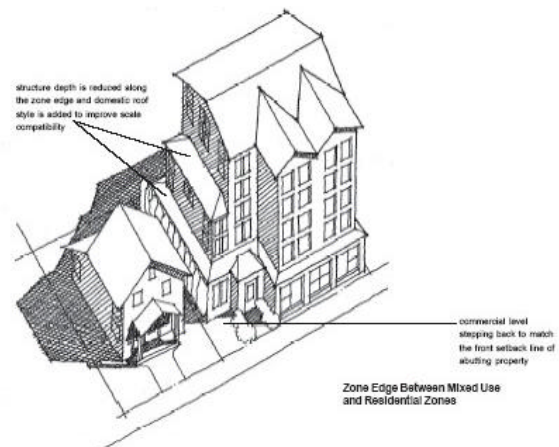 structure depth is reduced along
the zone edge and domestic roof
style is added to improve scale
compatibility
commercial level
stepping back to match
the front setback line of
abutting property
Zone Edge Between Mixed Use
and Residential Zones